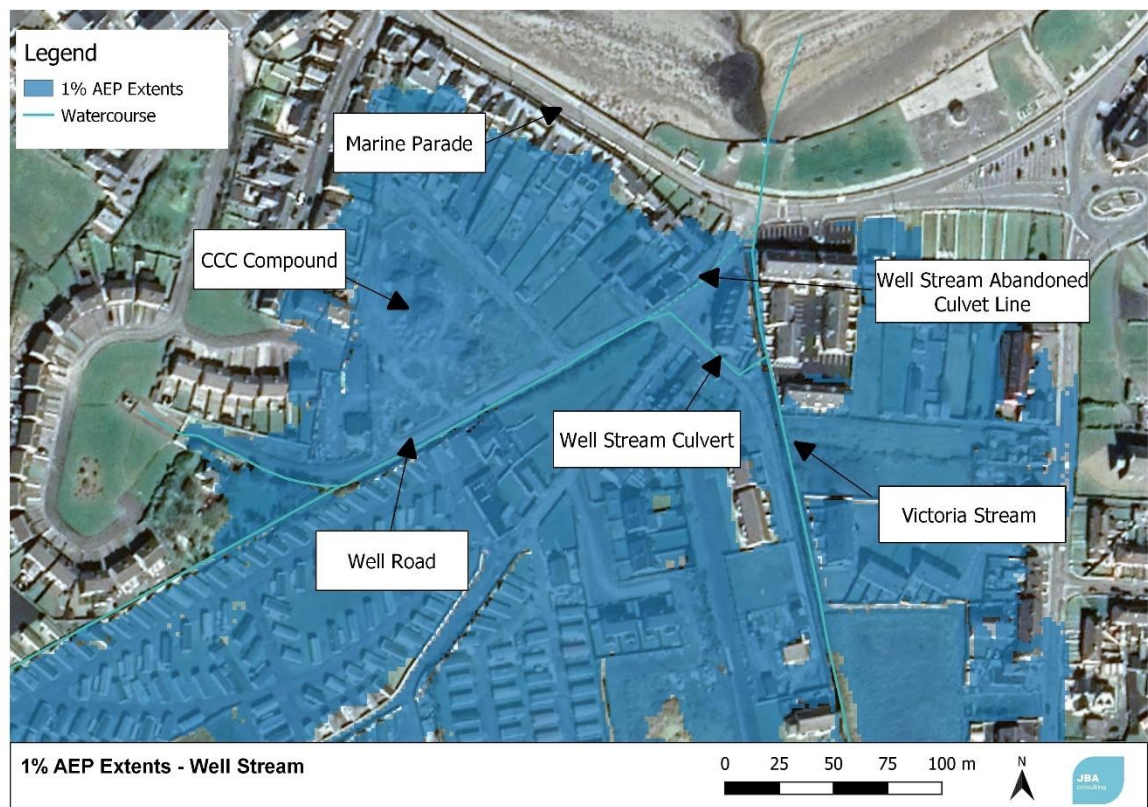 Legend
1% AEP Extents
Watercourse
Marine Parade
CCC Compound
Well Stream Abandoned
Culvet Line
Well Stream Culvert
Victoria Stream
Well Road
1% AEP Extents - Well Stream
0 25 50 75 100 m
N
JBA
consulting